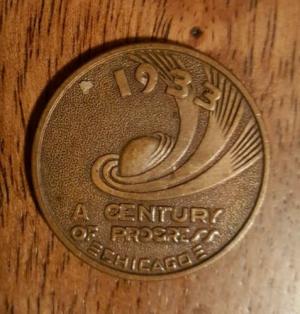 1933
A CENTURY
OF PROGRESS
CHICAGO